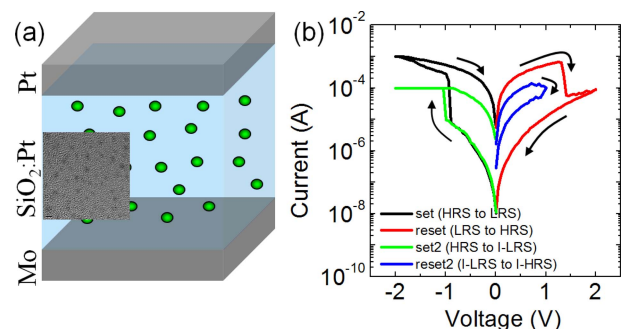 (a)
Pt
SiO₂:Pt
Mo
(b)
Current (A)
10⁻²
10⁻⁴
10⁻⁶
10⁻⁸
10⁻¹⁰
set (HRS to LRS)
reset (LRS to HRS)
set2 (HRS to I-LRS)
reset2 (I-LRS to I-HRS)
-2 -1 0 1 2
Voltage (V)